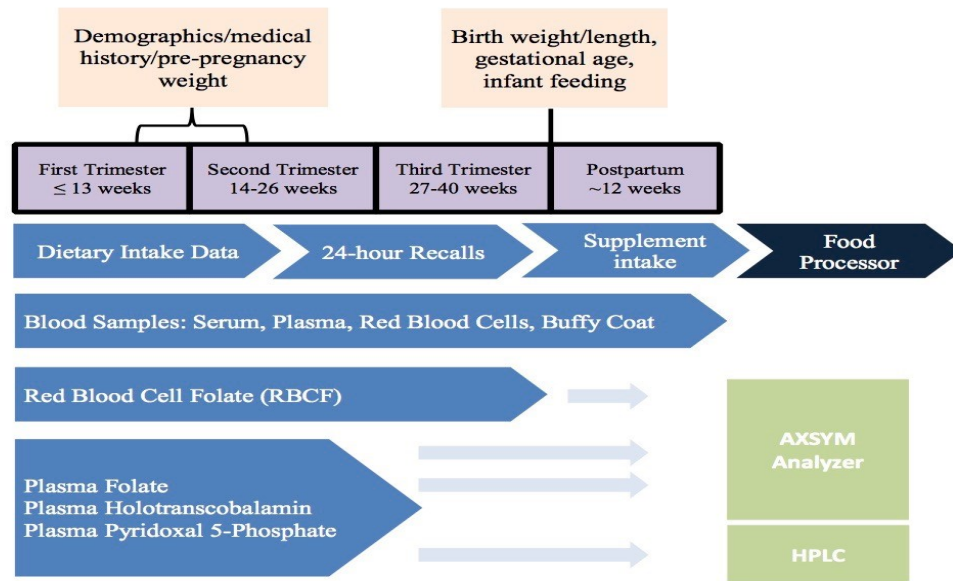 Demographics/medical
history/pre-pregnancy
weight
Birth weight/length,
gestational age,
infant feeding
First Trimester
≤ 13 weeks
Second Trimester
14-26 weeks
Third Trimester
27-40 weeks
Postpartum
~12 weeks
Dietary Intake Data
24-hour Recalls
Supplement
intake
Food
Processor
Blood Samples: Serum, Plasma, Red Blood Cells, Buffy Coat
Red Blood Cell Folate (RBCF)
AXSYM
Analyzer
Plasma Folate
Plasma Holotranscobalamin
Plasma Pyridoxal 5-Phosphate
HPLC